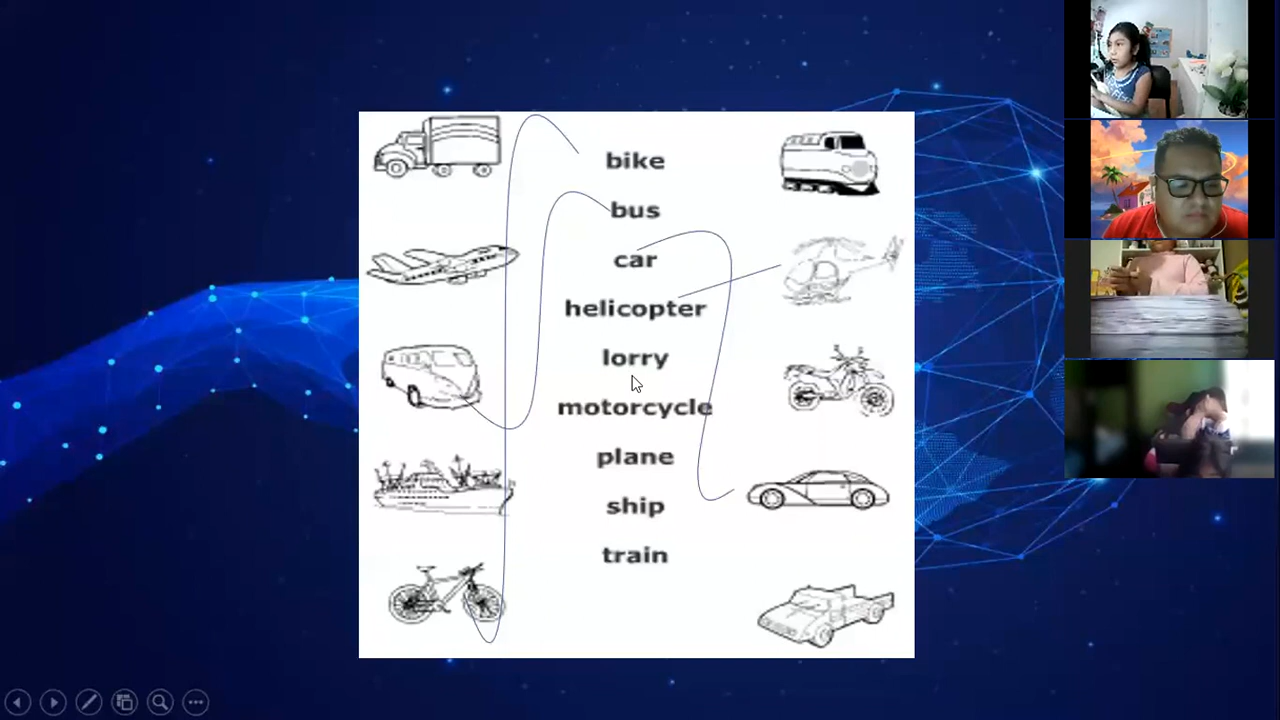 bike
bus
car
helicopter
lorry
motorcycle
plane
ship
train